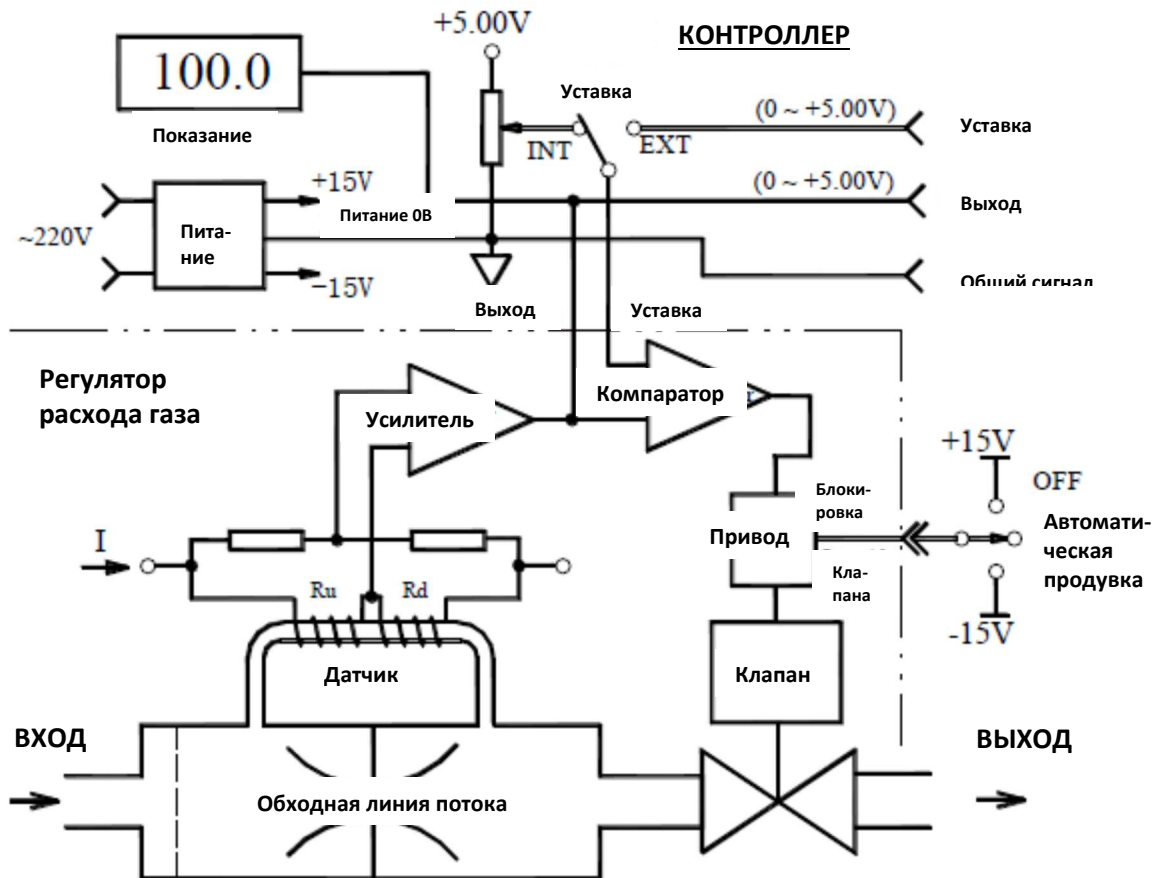 +5.00V
КОНТРОЛЛЕР
100.0
Уставка
(0 ~ +5.00V)
Уставка
Показание
INT
EXT
+15V
(0 ~ +5.00V)
Питание 0В
Выход
~220V
Пита-
ние
−15V
Общий сигнал
Выход
Уставка
Регулятор
расхода газа
Усилитель
Компаратор
+15V
OFF
Блоки-
ровка
Привод
Автомати-
ческая
продувка
Кла-
пана
I
Ru
Rd
-15V
Датчик
Клапан
ВХОД
ВЫХОД
Обходная линия потока